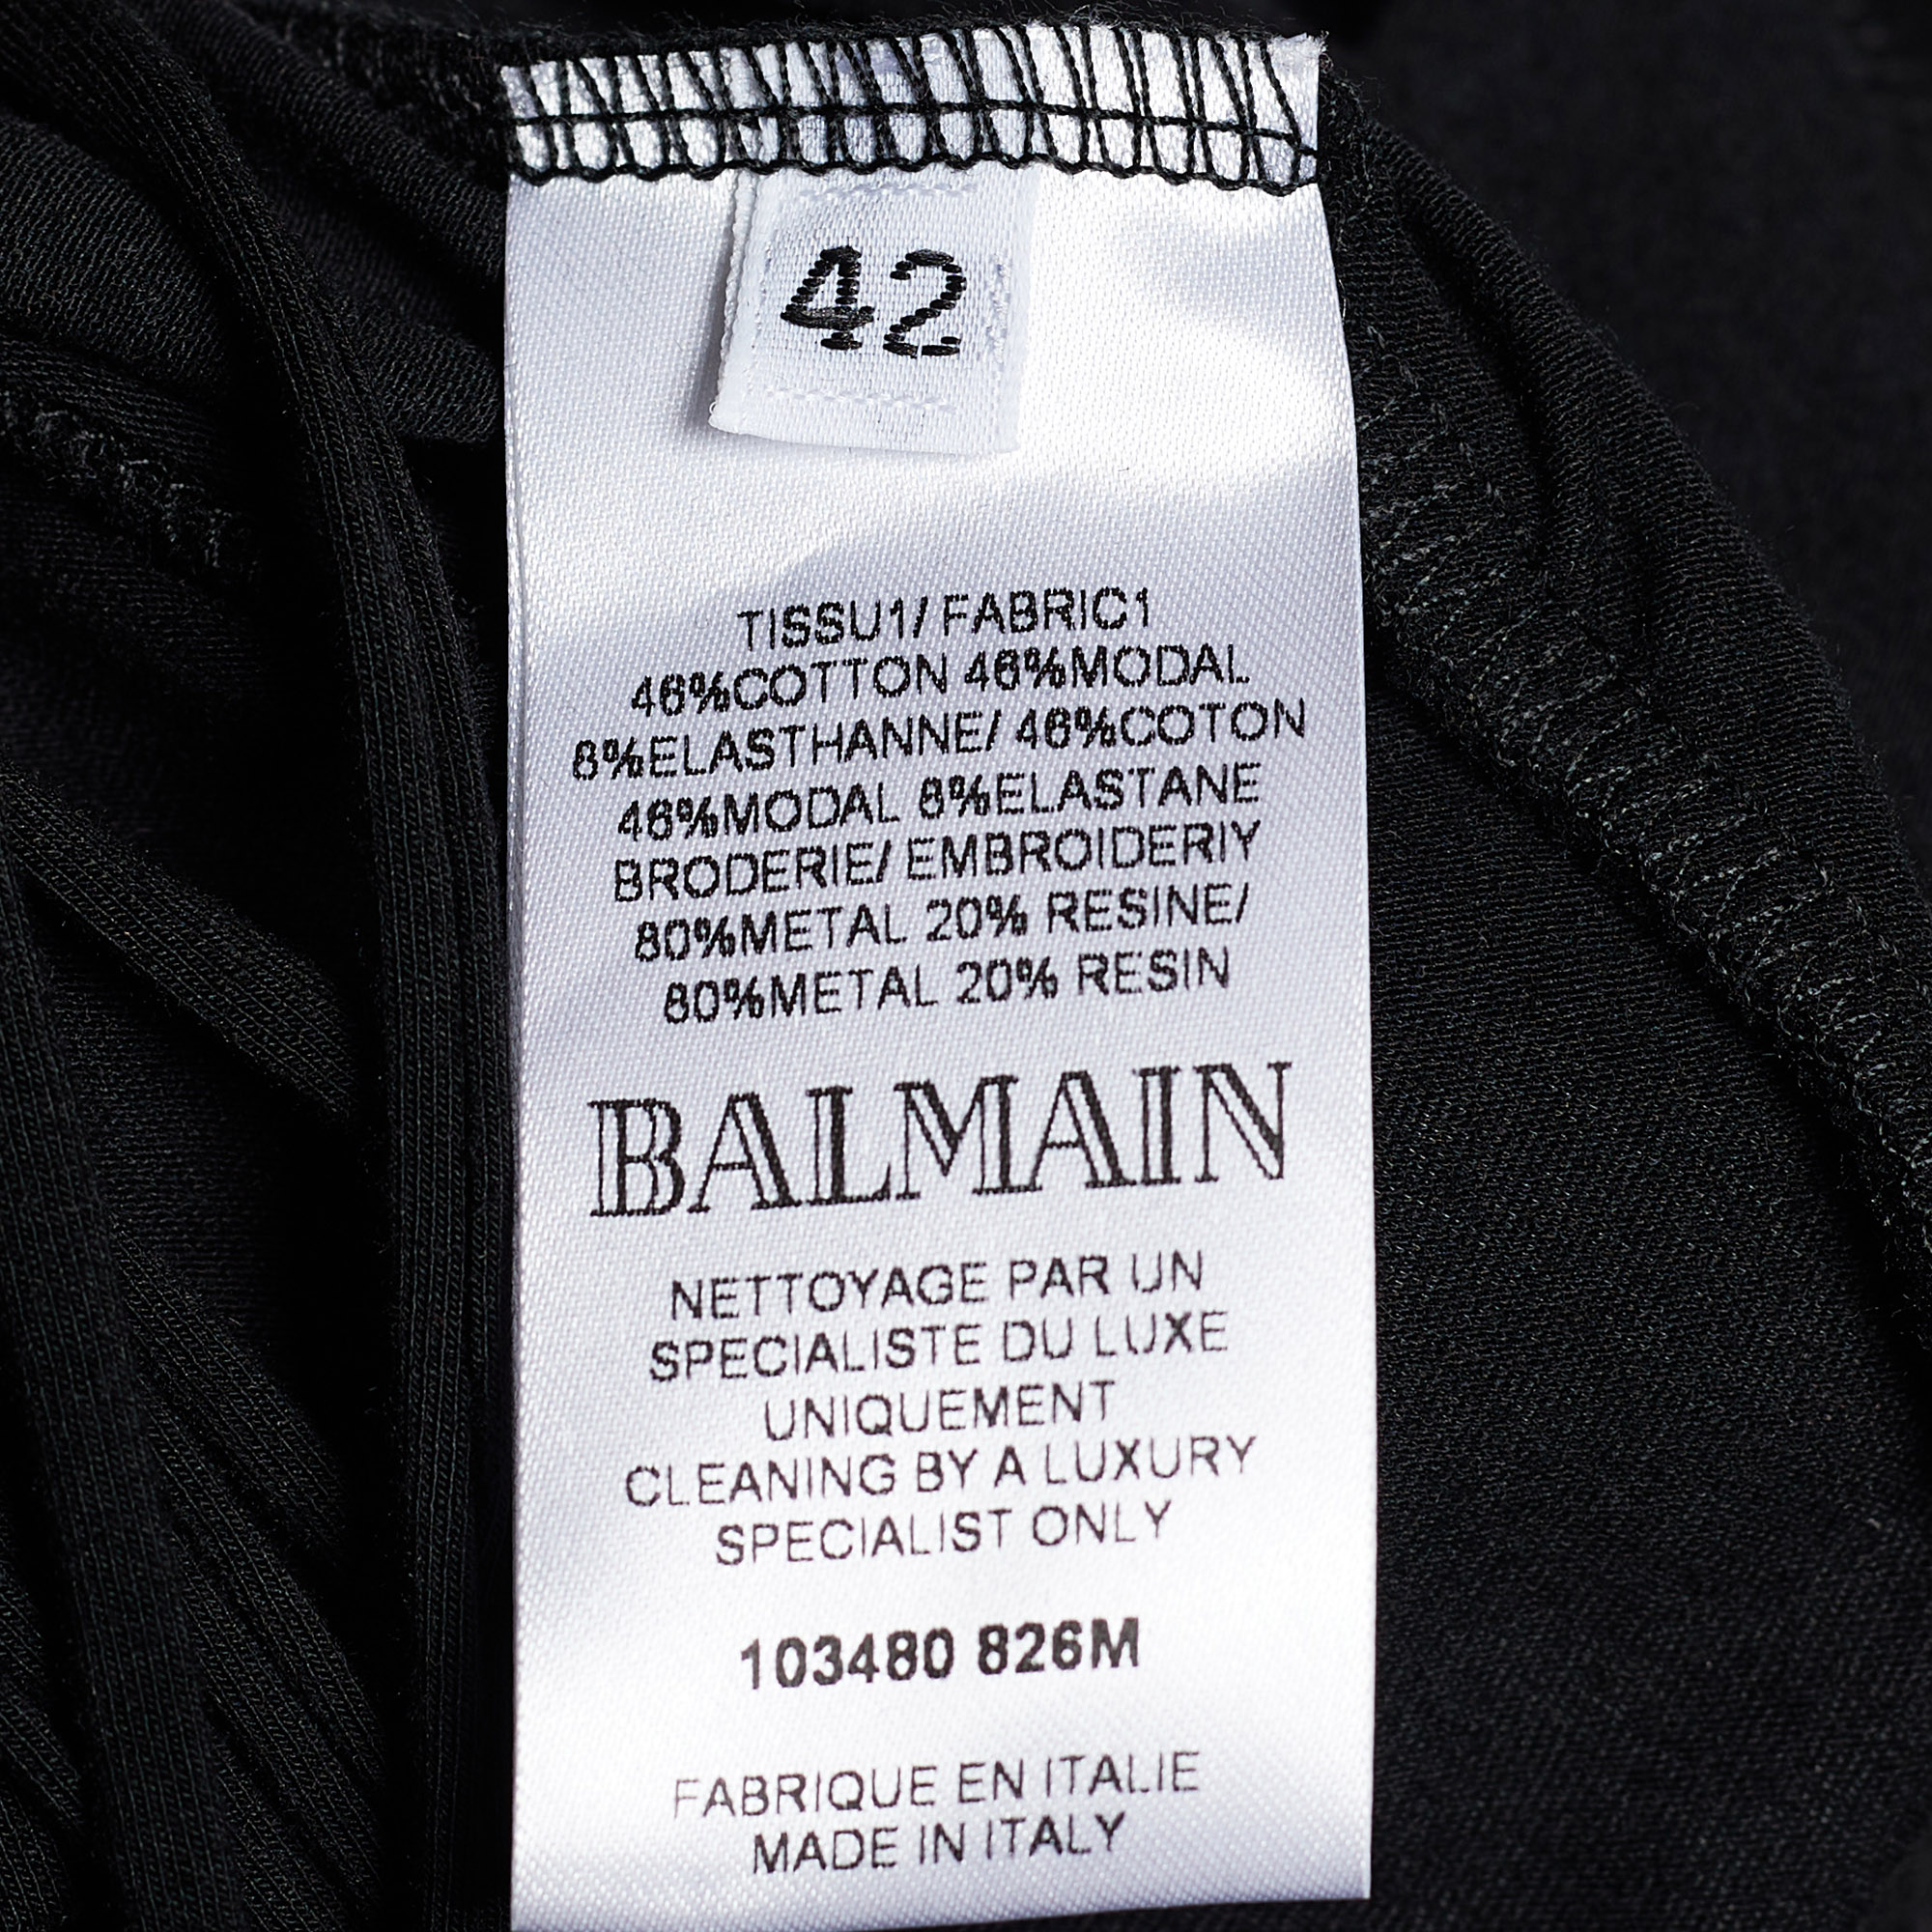 42
TISSU1/ FABRIC1
46%COTTON 46%MODAL
8%ELASTHANNE/ 46%COTON
46%MODAL 8%ELASTANE
BRODERIE/ EMBROIDERIY
80%METAL 20% RESINE/
80%METAL 20% RESIN
BALMAIN
NETTOYAGE PAR UN
SPECIALISTE DU LUXE
UNIQUEMENT
CLEANING BY A LUXURY
SPECIALIST ONLY
103480 826M
FABRIQUE EN ITALIE
MADE IN ITALY